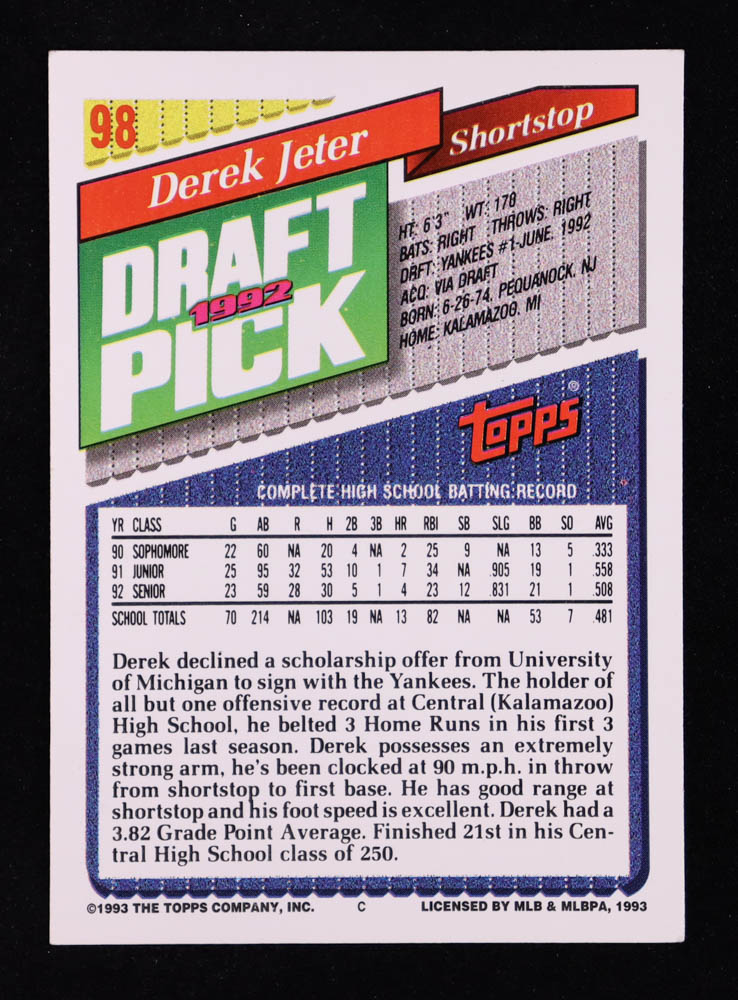 98
Derek Jeter
Shortstop
DRAFT
1992
PICK
HT: 6'3" WT: 178
BATS: RIGHT THROWS: RIGHT
DRFT: YANKEES #1-JUNE, 1992
ACQ: VIA DRAFT
BORN: 6-26-74, PEQUANOCK, NJ
HOME: KALAMAZOO, MI
TOPPS®
COMPLETE HIGH SCHOOL BATTING RECORD
YR CLASS G AB R H 2B 3B HR RBI SB SLG BB SO AVG
90 SOPHOMORE 22 60 NA 20 4 NA 2 25 9 NA 13 5 .333
91 JUNIOR 25 95 32 53 10 1 7 34 NA .905 19 1 .558
92 SENIOR 23 59 28 30 5 1 4 23 12 .831 21 1 .508
SCHOOL TOTALS 70 214 NA 103 19 NA 13 82 NA NA 53 7 .481
Derek declined a scholarship offer from University
of Michigan to sign with the Yankees. The holder of
all but one offensive record at Central (Kalamazoo)
High School, he belted 3 Home Runs in his first 3
games last season. Derek possesses an extremely
strong arm, he's been clocked at 90 m.p.h. in throw
from shortstop to first base. He has good range at
shortstop and his foot speed is excellent. Derek had a
3.82 Grade Point Average. Finished 21st in his Cen-
tral High School class of 250.
©1993 THE TOPPS COMPANY, INC. C LICENSED BY MLB & MLBPA, 1993